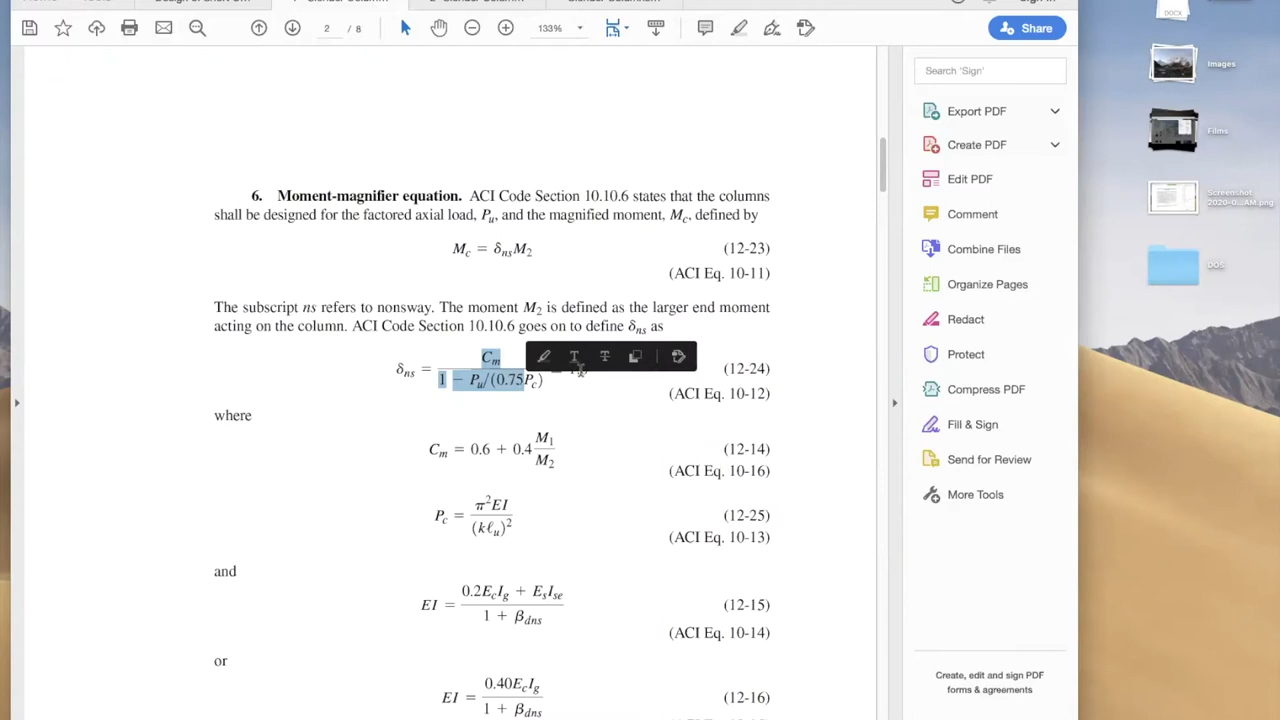 2 / 8
133%
Share
Search 'Sign'
Export PDF
Create PDF
Edit PDF
Comment
Combine Files
Organize Pages
Redact
Protect
Compress PDF
Fill & Sign
Send for Review
More Tools
Create, edit and sign PDF
forms & agreements
6. Moment-magnifier equation. ACI Code Section 10.10.6 states that the columns
shall be designed for the factored axial load, Pu, and the magnified moment, Mc, defined by
Mc = δnsM2 (12-23)
(ACI Eq. 10-11)
The subscript ns refers to nonsway. The moment M2 is defined as the larger end moment
acting on the column. ACI Code Section 10.10.6 goes on to define δns as
δns = Cm / 1 − Pu/(0.75Pc) (12-24)
(ACI Eq. 10-12)
where
Cm = 0.6 + 0.4 M1/M2 (12-14)
(ACI Eq. 10-16)
Pc = π²EI / (kℓu)² (12-25)
(ACI Eq. 10-13)
and
EI = 0.2EcIg + EsIse / 1 + βdns (12-15)
(ACI Eq. 10-14)
or
EI = 0.40EcIg / 1 + βdns (12-16)
DOCX
Images
Films
Screenshot
2020-0...AM.png